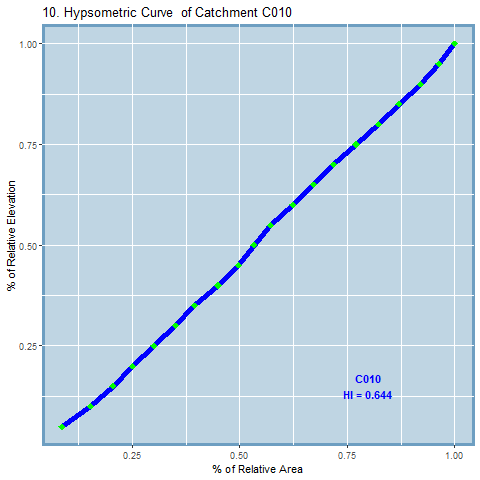 10. Hypsometric Curve  of Catchment C010
1.00
0.75
0.50
0.25
% of Relative Elevation
C010
HI = 0.644
0.25
0.50
0.75
1.00
% of Relative Area